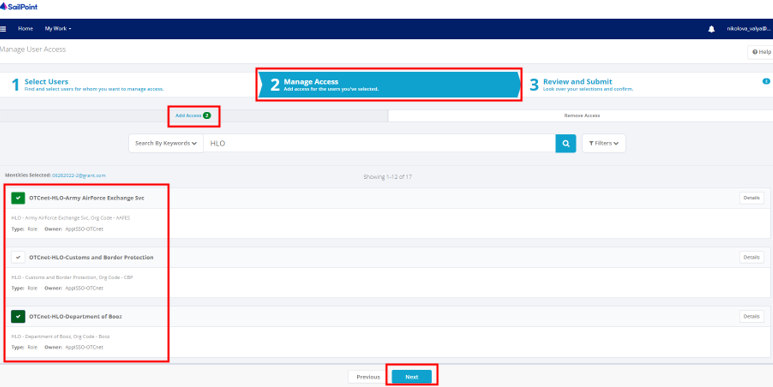 SailPoint
Home My Work
nikolova_valya@...
Manage User Access
Help
1 Select Users
Find and select users for whom you want to manage access.
2 Manage Access
Add access for the users you've selected.
3 Review and Submit
Look over your selections and confirm.
2
Add Access 2
Remove Access
Search By Keywords
HLO
Filters
Identities Selected:
Showing 1-12 of 17
OTCnet-HLO-Army AirForce Exchange Svc
Details
HLO - Army AirForce Exchange Svc, Org Code - AAFES
Type: Role Owner: AppSSO-OTCnet
OTCnet-HLO-Customs and Border Protection
Details
HLO - Customs and Border Protection, Org Code - CBP
Type: Role Owner: AppSSO-OTCnet
OTCnet-HLO-Department of Booz
Details
HLO - Department of Booz, Org Code - Booz
Type: Role Owner: AppSSO-OTCnet
Previous
Next